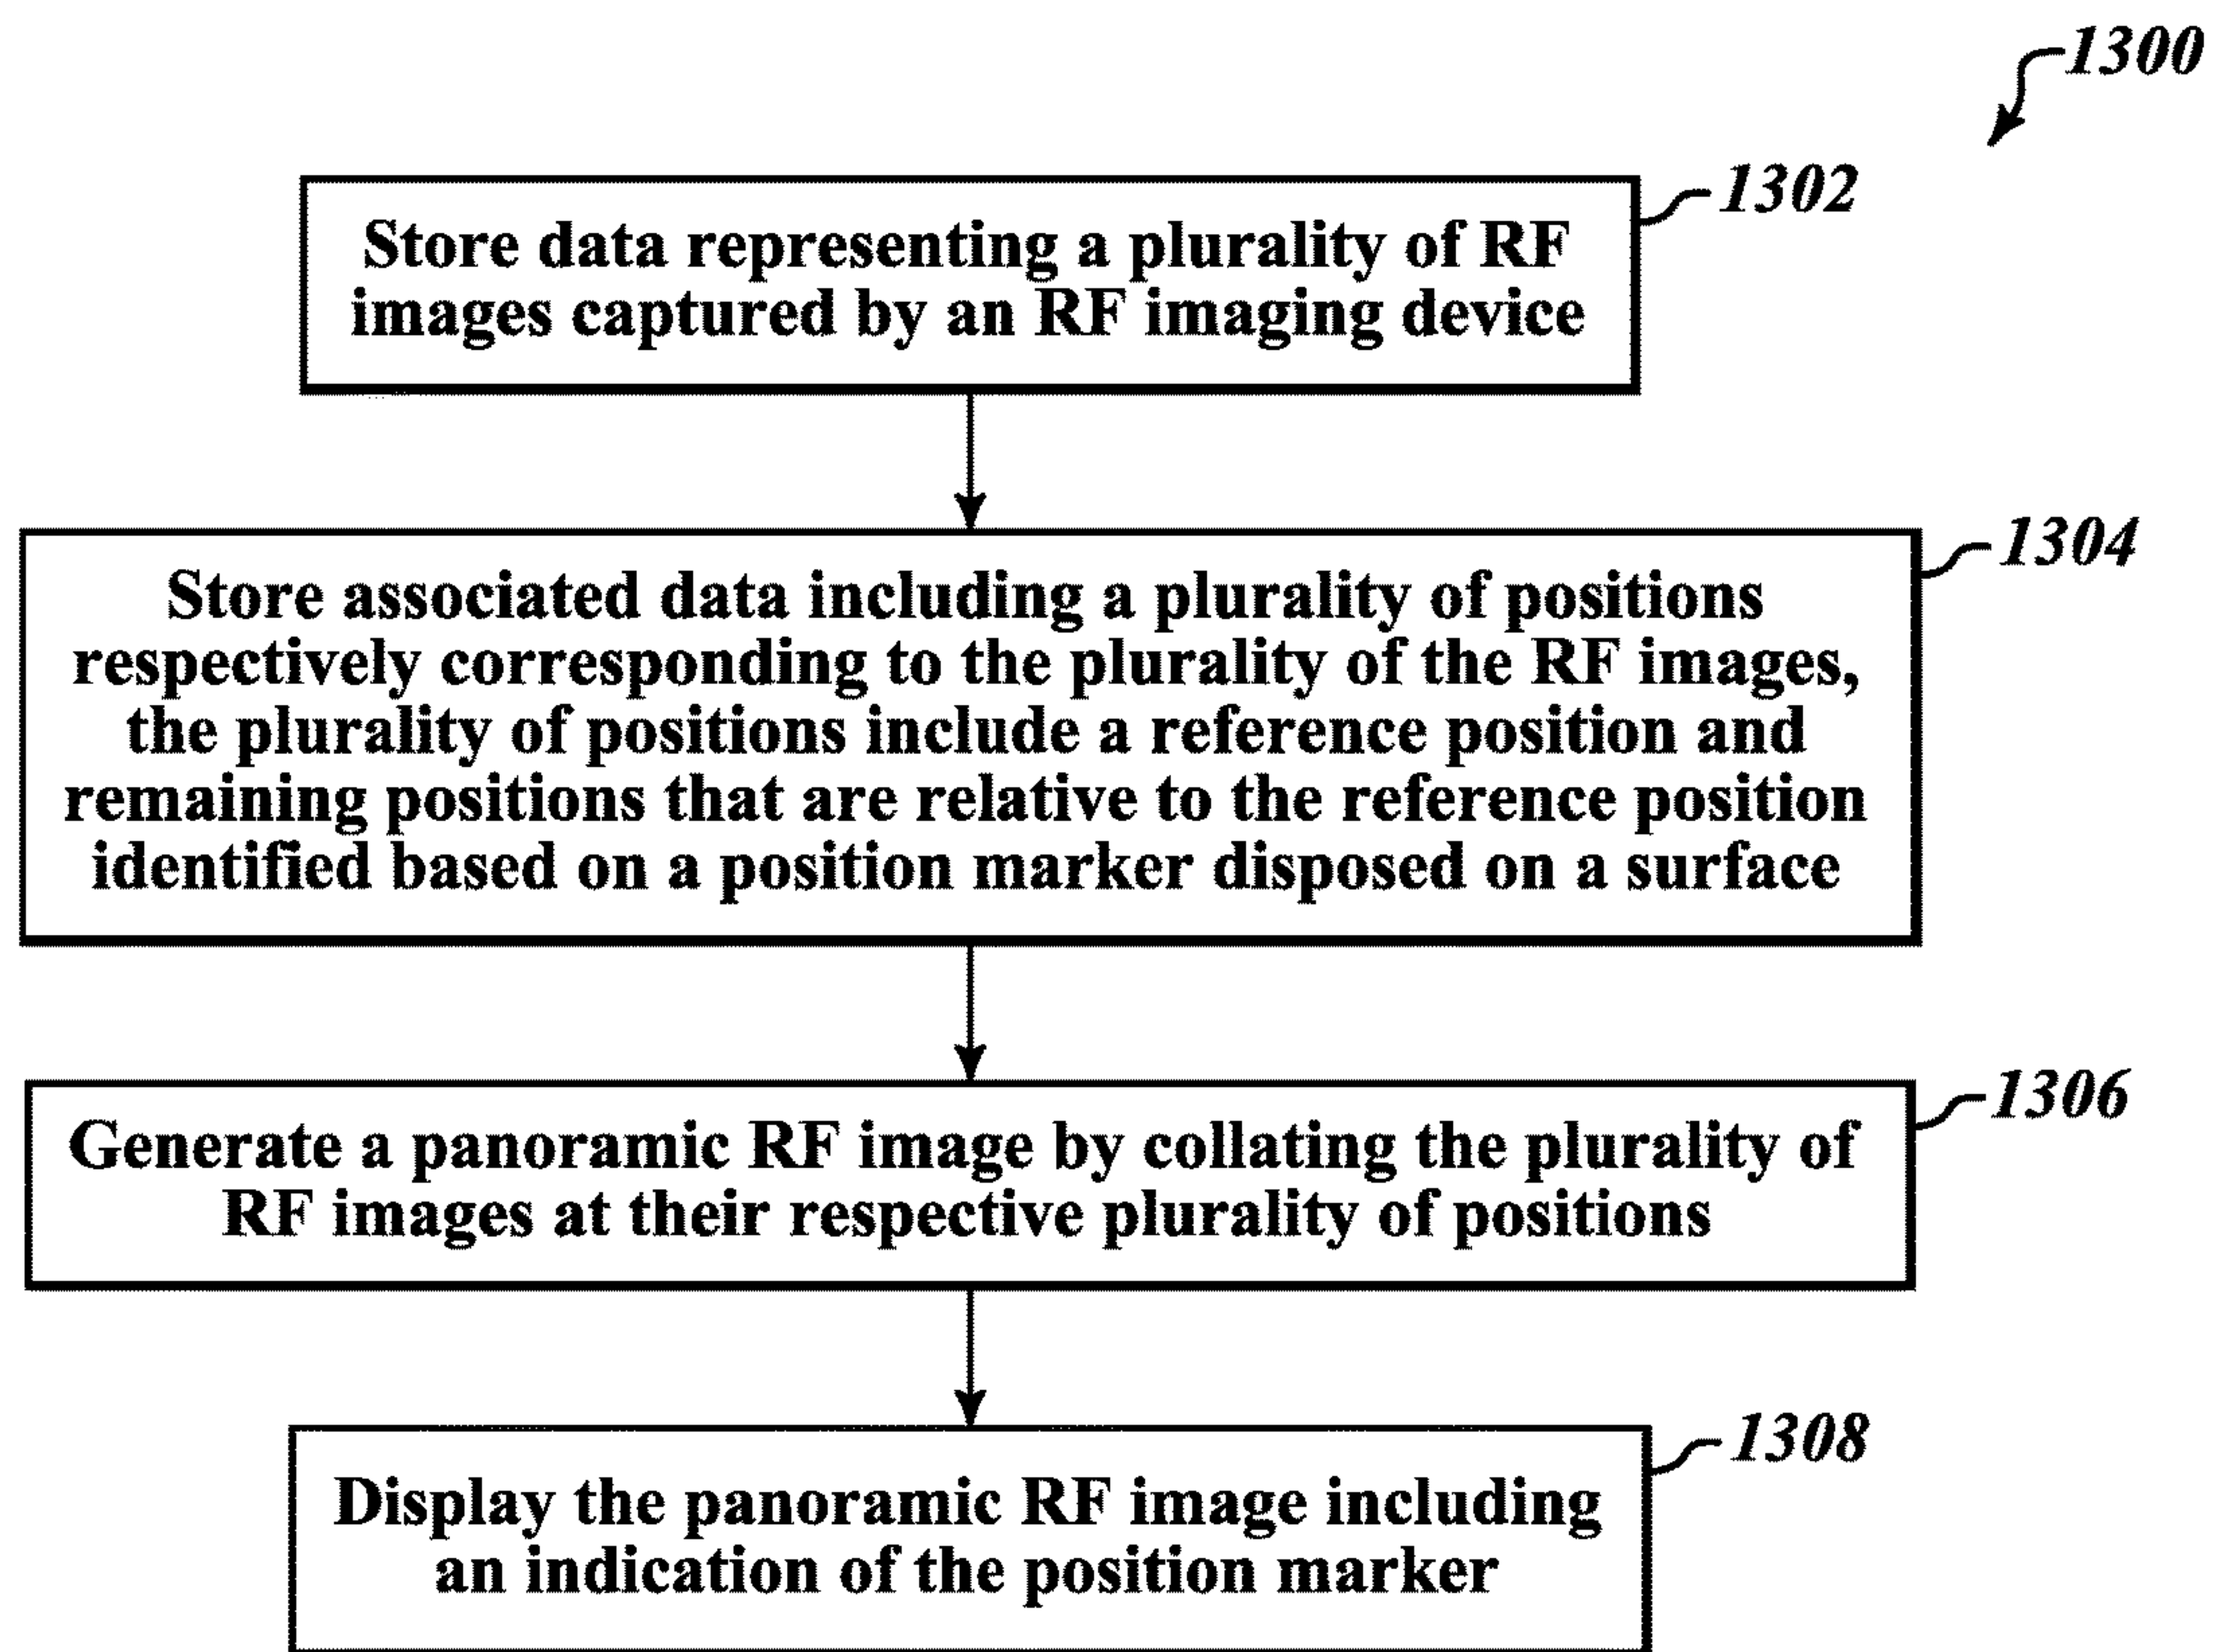 1300
1302
Store data representing a plurality of RF
images captured by an RF imaging device
1304
Store associated data including a plurality of positions
respectively corresponding to the plurality of the RF images,
the plurality of positions include a reference position and
remaining positions that are relative to the reference position
identified based on a position marker disposed on a surface
1306
Generate a panoramic RF image by collating the plurality of
RF images at their respective plurality of positions
1308
Display the panoramic RF image including
an indication of the position marker